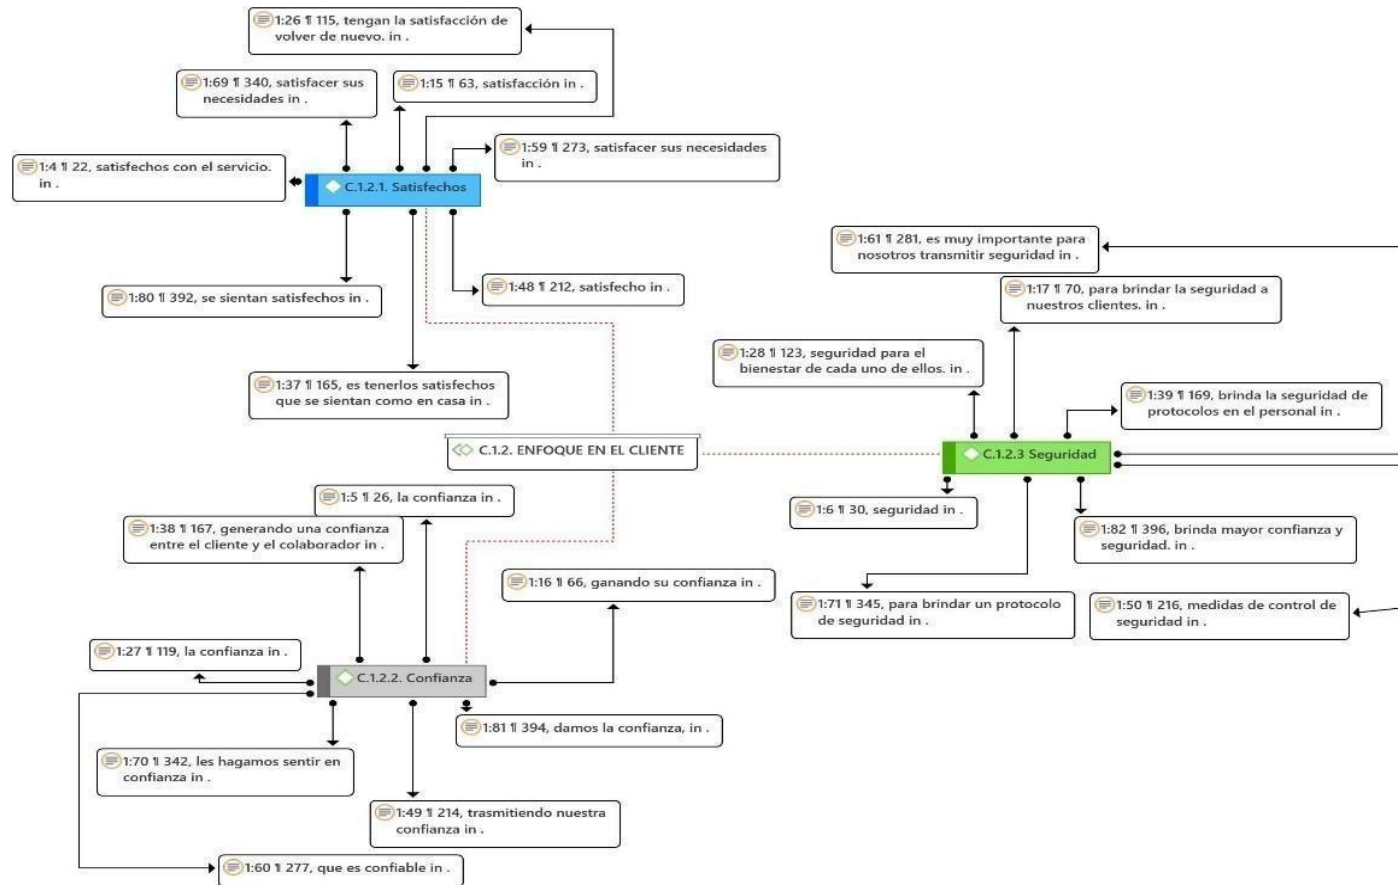 1:26 ¶ 115, tengan la satisfacción de
volver de nuevo. in .
1:69 ¶ 340, satisfacer sus
necesidades in .
1:15 ¶ 63, satisfacción in .
1:59 ¶ 273, satisfacer sus necesidades
in .
1:4 ¶ 22, satisfechos con el servicio.
in .
C.1.2.1. Satisfechos
1:80 ¶ 392, se sientan satisfechos in .
1:48 ¶ 212, satisfecho in .
1:37 ¶ 165, es tenerlos satisfechos
que se sientan como en casa in .
1:61 ¶ 281, es muy importante para
nosotros transmitir seguridad in .
1:17 ¶ 70, para brindar la seguridad a
nuestros clientes. in .
1:28 ¶ 123, seguridad para el
bienestar de cada uno de ellos. in .
1:39 ¶ 169, brinda la seguridad de
protocolos en el personal in .
C.1.2. ENFOQUE EN EL CLIENTE
C.1.2.3 Seguridad
1:6 ¶ 30, seguridad in .
1:82 ¶ 396, brinda mayor confianza y
seguridad. in .
1:71 ¶ 345, para brindar un protocolo
de seguridad in .
1:50 ¶ 216, medidas de control de
seguridad in .
1:5 ¶ 26, la confianza in .
1:38 ¶ 167, generando una confianza
entre el cliente y el colaborador in .
1:16 ¶ 66, ganando su confianza in .
1:27 ¶ 119, la confianza in .
C.1.2.2. Confianza
1:81 ¶ 394, damos la confianza, in .
1:70 ¶ 342, les hagamos sentir en
confianza in .
1:49 ¶ 214, trasmitiendo nuestra
confianza in .
1:60 ¶ 277, que es confiable in .